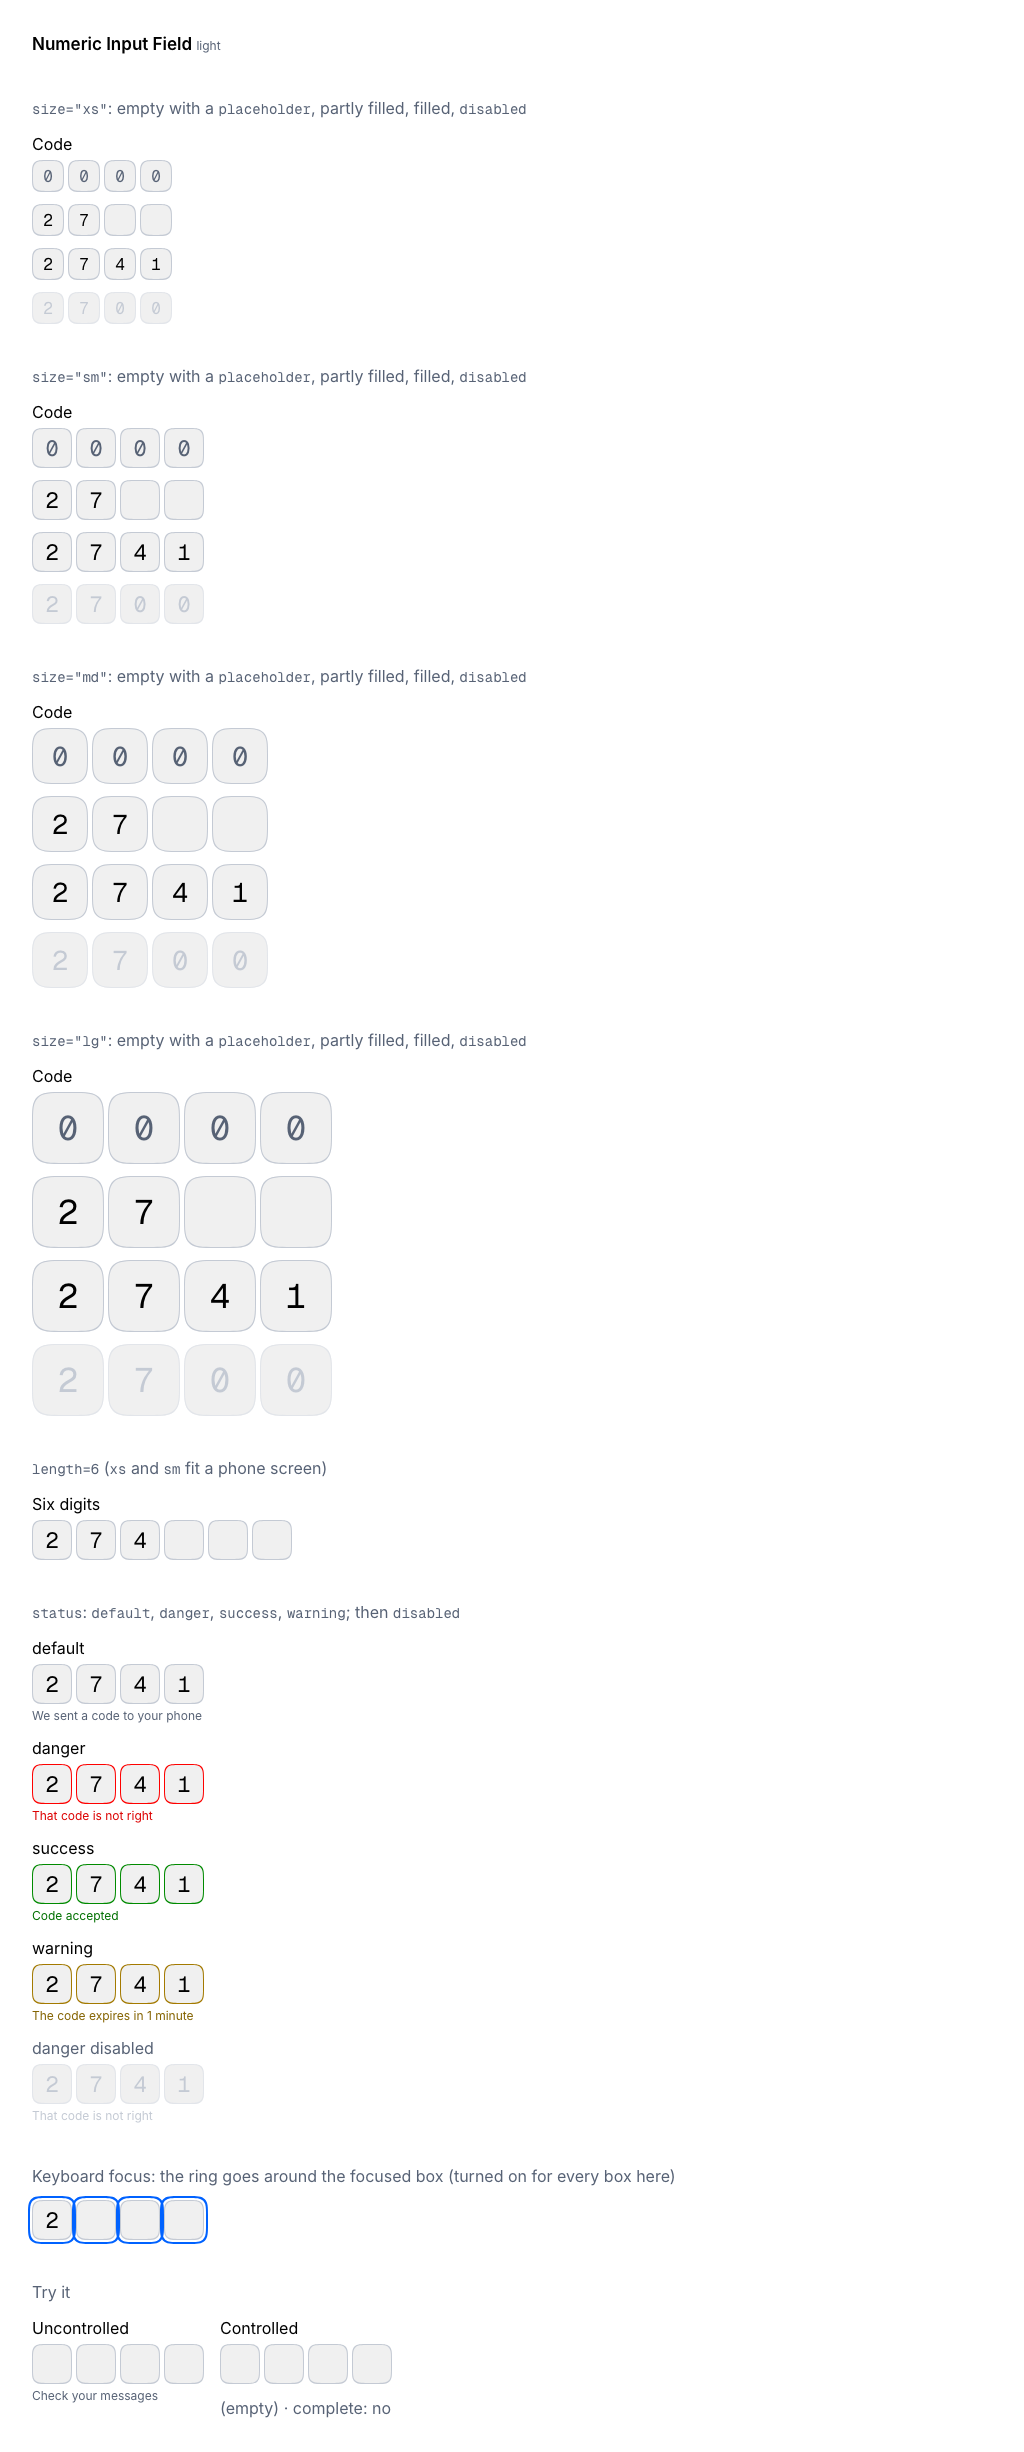 Numeric Input Field light
size="xs": empty with a placeholder, partly filled, filled, disabled
Code
0 0 0 0
2 7
2 7 4 1
2 7 0 0
size="sm": empty with a placeholder, partly filled, filled, disabled
Code
0 0 0 0
2 7
2 7 4 1
2 7 0 0
size="md": empty with a placeholder, partly filled, filled, disabled
Code
0 0 0 0
2 7
2 7 4 1
2 7 0 0
size="lg": empty with a placeholder, partly filled, filled, disabled
Code
0 0 0 0
2 7
2 7 4 1
2 7 0 0
length=6 (xs and sm fit a phone screen)
Six digits
2 7 4
status: default, danger, success, warning; then disabled
default
2 7 4 1
We sent a code to your phone
danger
2 7 4 1
That code is not right
success
2 7 4 1
Code accepted
warning
2 7 4 1
The code expires in 1 minute
danger disabled
2 7 4 1
That code is not right
Keyboard focus: the ring goes around the focused box (turned on for every box here)
2
Try it
Uncontrolled Controlled
Check your messages
(empty) · complete: no